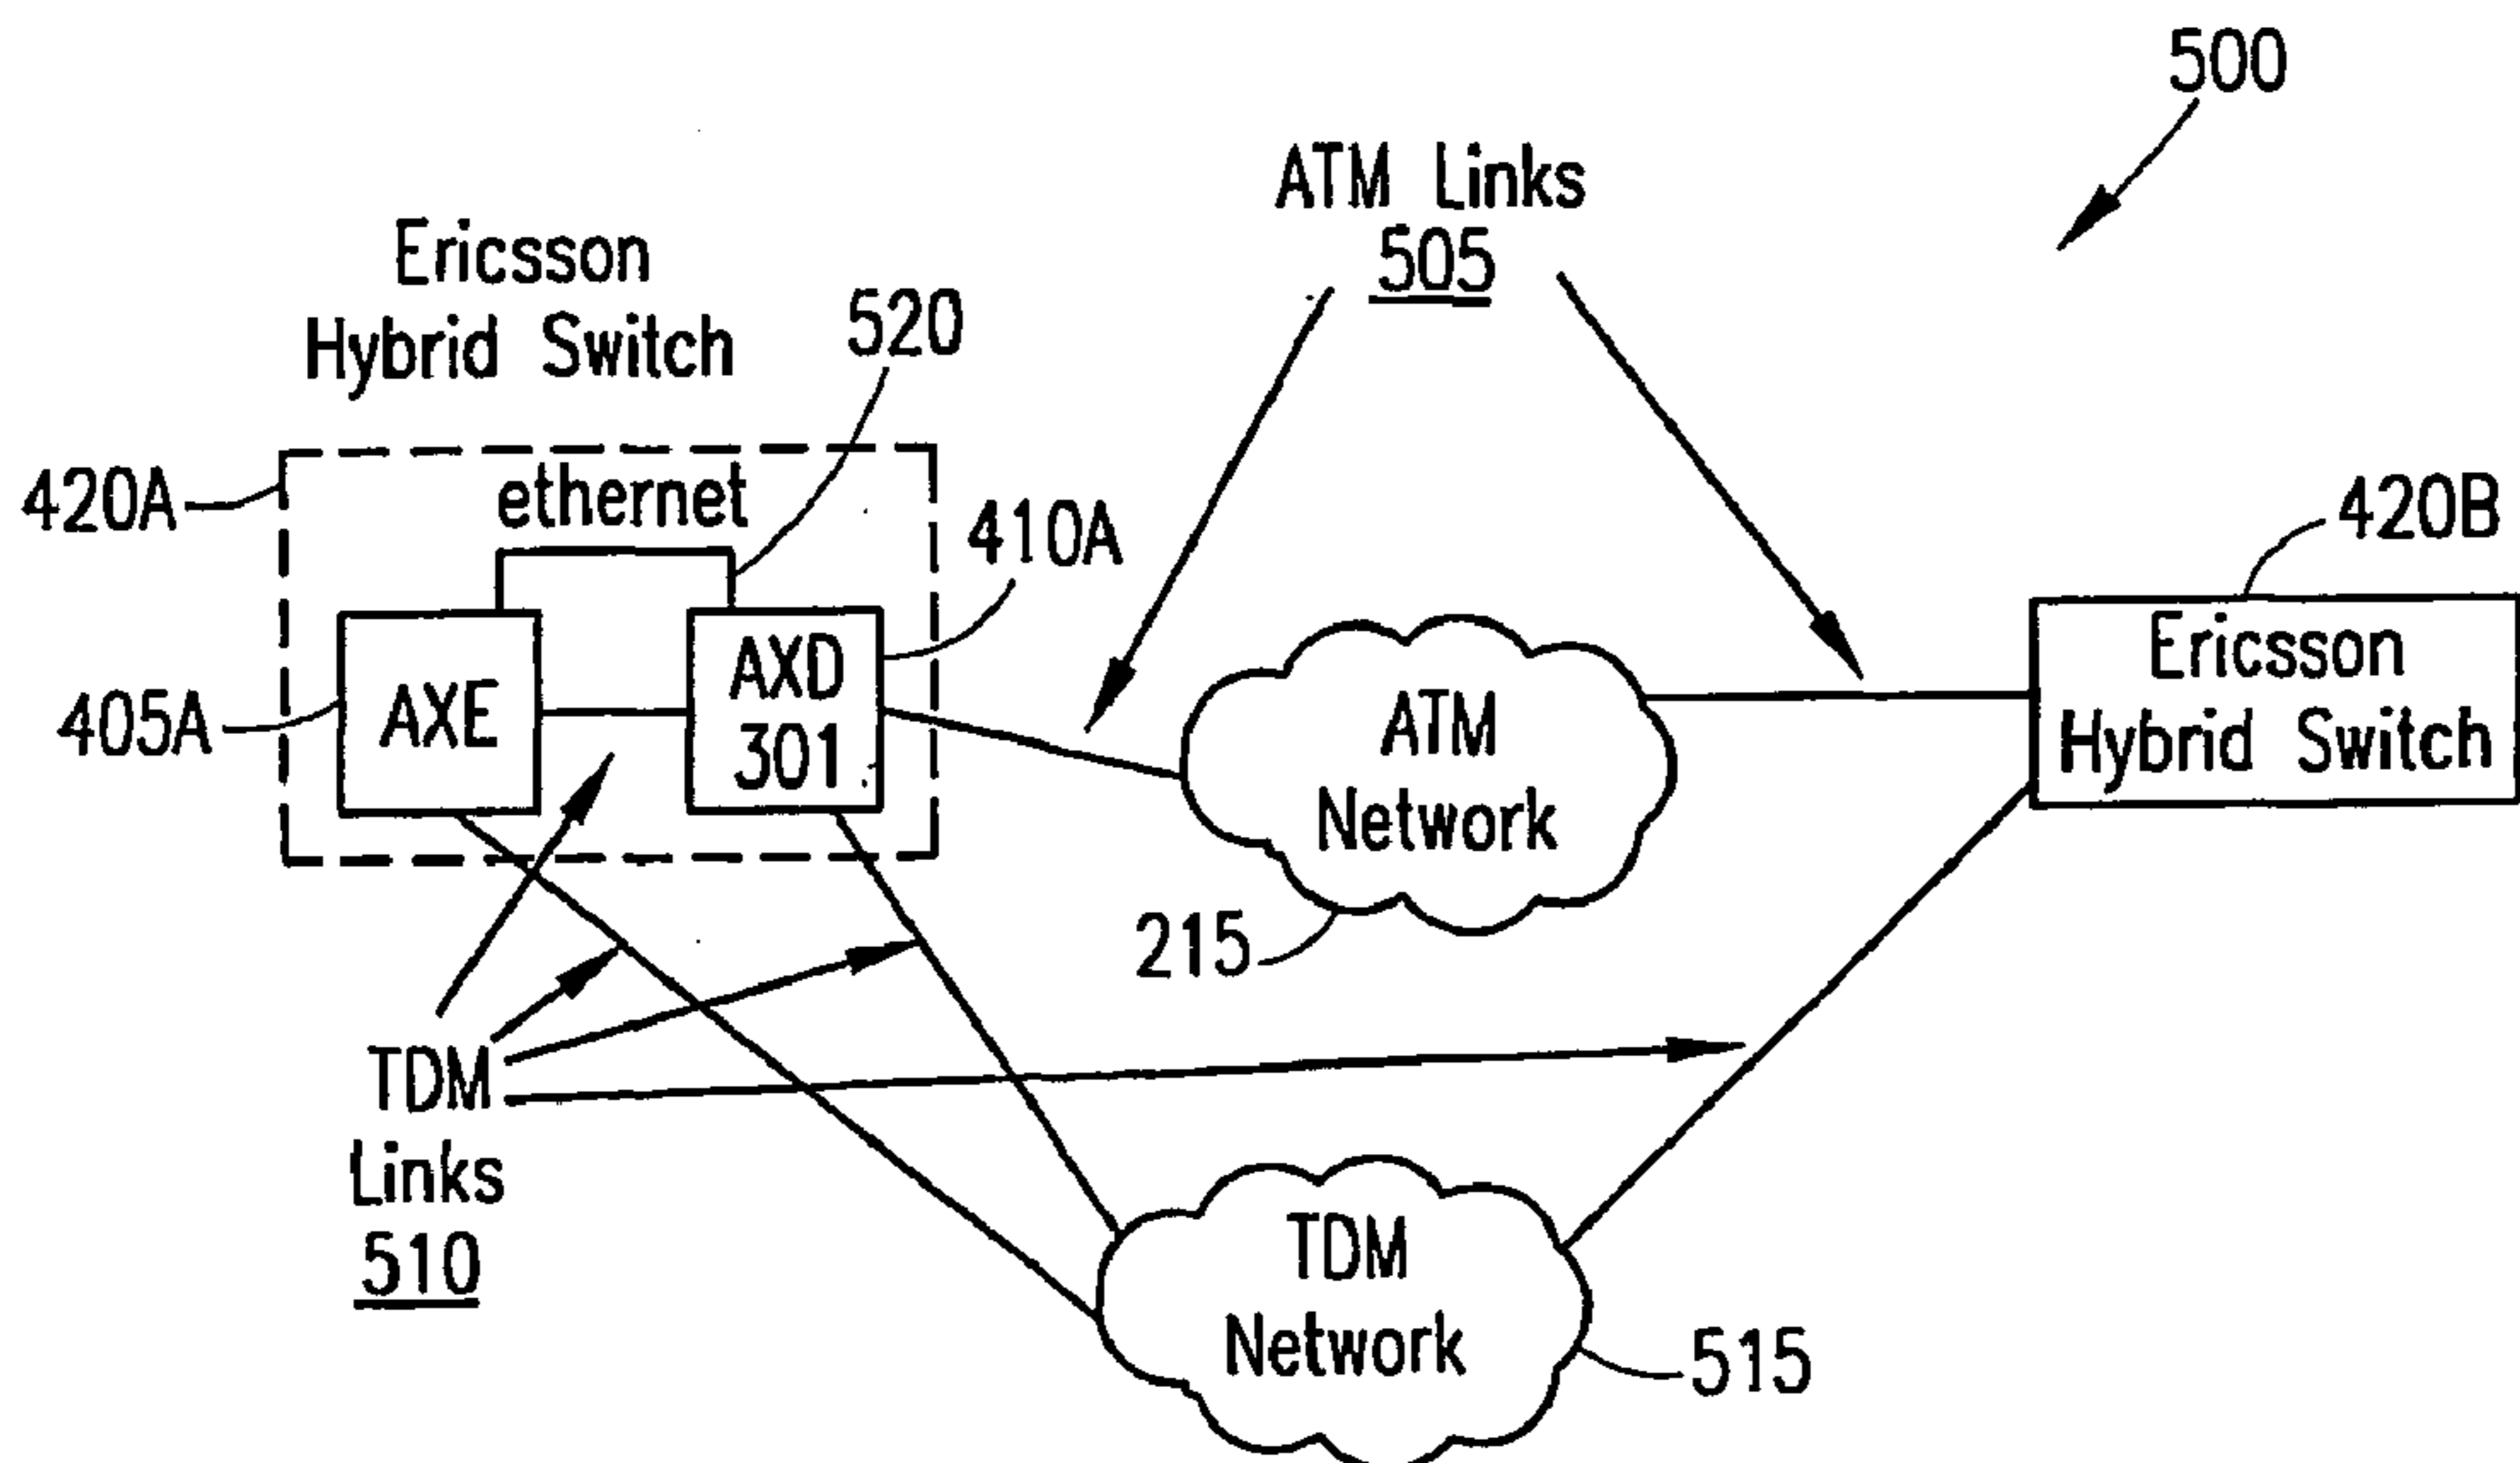 500
ATM Links
505
Ericsson
Hybrid Switch
520
420A
ethernet
410A
420B
405A
AXE
AXD
301
ATM
Network
Ericsson
Hybrid Switch
215
TDM
Links
510
TDM
Network
515